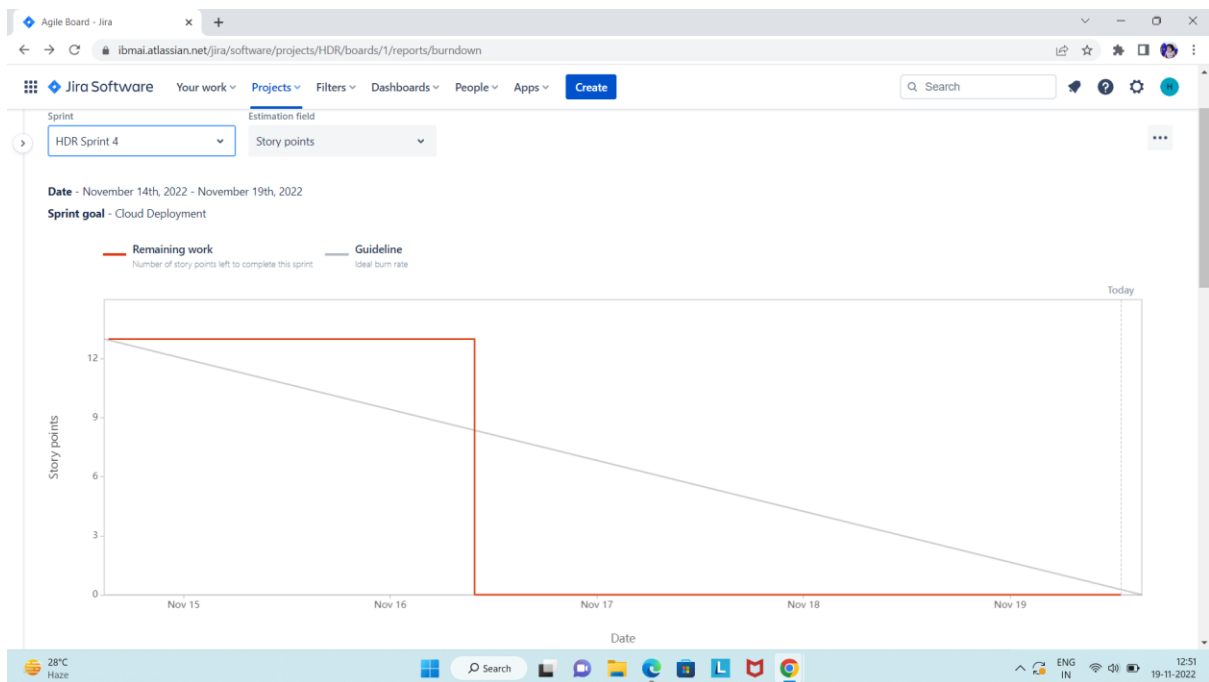 Agile Board - Jira
ibmai.atlassian.net/jira/software/projects/HDR/boards/1/reports/burndown
Jira Software Your work Projects Filters Dashboards People Apps Create Search H
Sprint Estimation field
HDR Sprint 4 Story points
Date - November 14th, 2022 - November 19th, 2022
Sprint goal - Cloud Deployment
Remaining work Guideline
Number of story points left to complete this sprint Ideal burn rate
Today
12
9
6
3
0
Story points
Nov 15 Nov 16 Nov 17 Nov 18 Nov 19
Date
28°C
Haze
Search
L
ENG
IN
12:51
19-11-2022